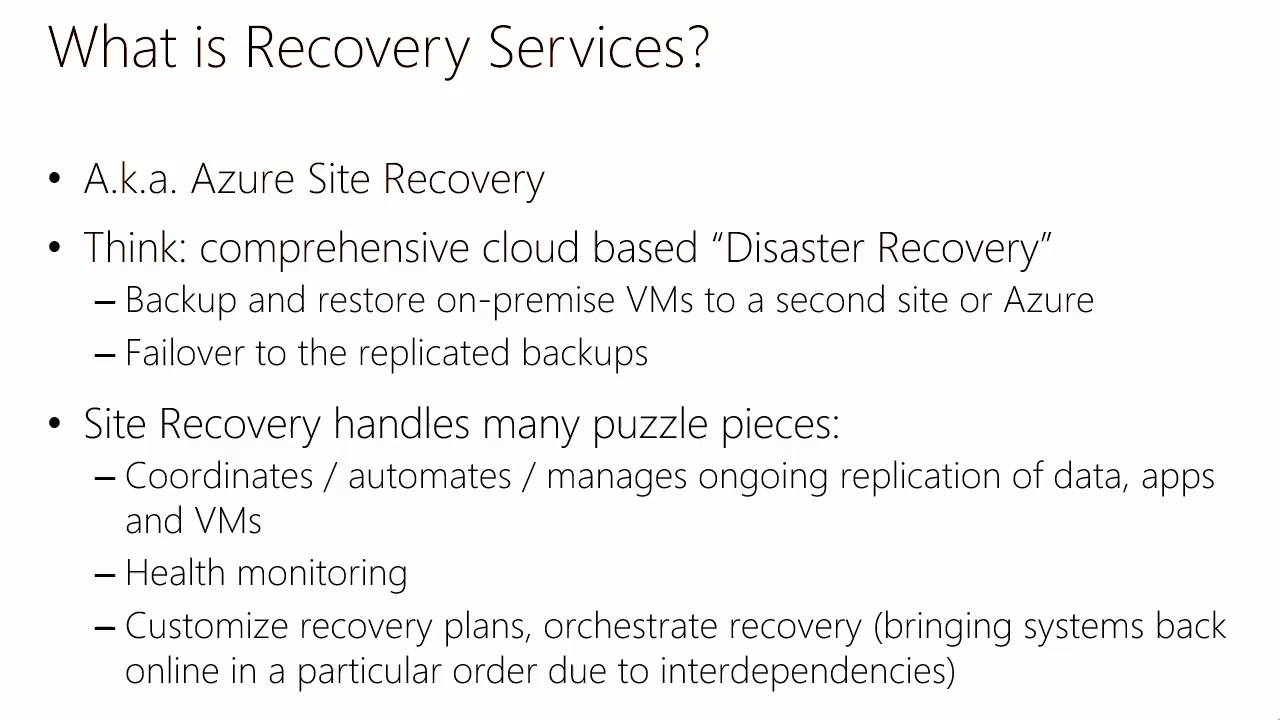 What is Recovery Services?
• A.k.a. Azure Site Recovery
• Think: comprehensive cloud based “Disaster Recovery”
– Backup and restore on-premise VMs to a second site or Azure
– Failover to the replicated backups
• Site Recovery handles many puzzle pieces:
– Coordinates / automates / manages ongoing replication of data, apps
and VMs
– Health monitoring
– Customize recovery plans, orchestrate recovery (bringing systems back
online in a particular order due to interdependencies)